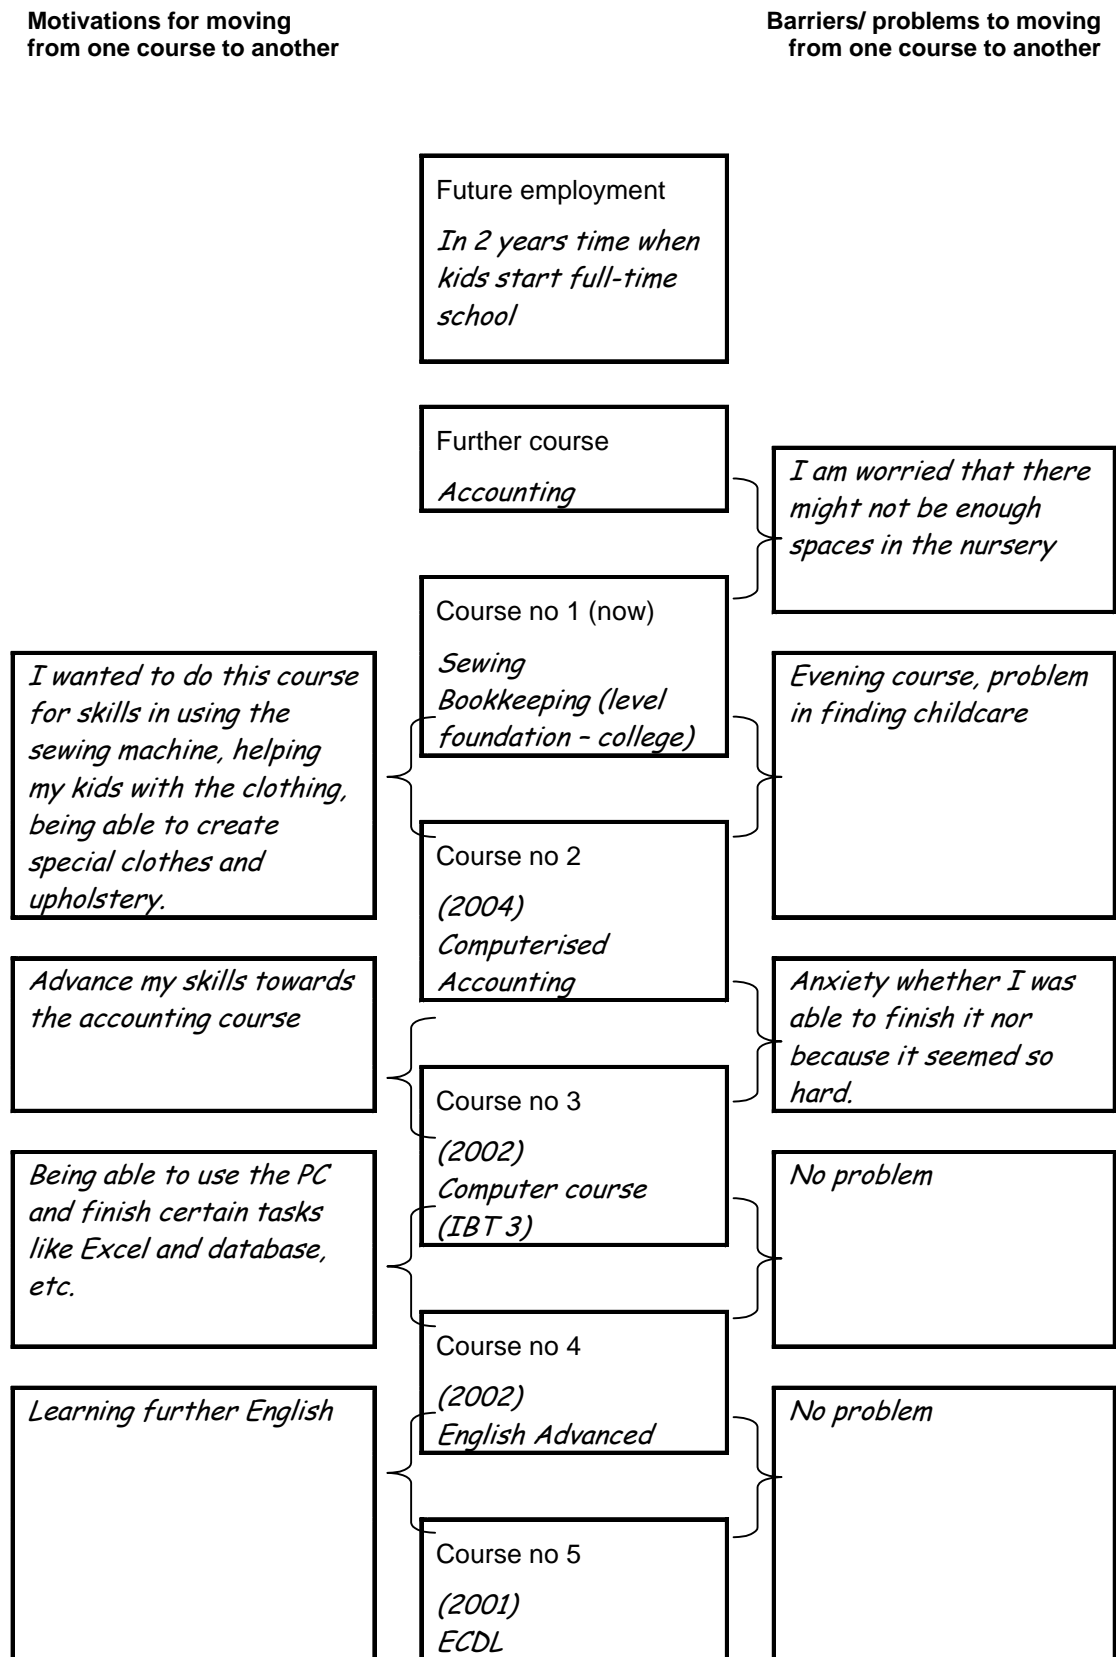 Motivations for moving
from one course to another
Barriers/ problems to moving
from one course to another
Future employment
In 2 years time when
kids start full-time
school
Further course
Accounting
I am worried that there
might not be enough
spaces in the nursery
Course no 1 (now)
Sewing
Bookkeeping (level
foundation – college)
I wanted to do this course
for skills in using the
sewing machine, helping
my kids with the clothing,
being able to create
special clothes and
upholstery.
Evening course, problem
in finding childcare
Course no 2
(2004)
Computerised
Accounting
Advance my skills towards
the accounting course
Anxiety whether I was
able to finish it nor
because it seemed so
hard.
Course no 3
(2002)
Computer course
(IBT 3)
Being able to use the PC
and finish certain tasks
like Excel and database,
etc.
No problem
Course no 4
(2002)
English Advanced
Learning further English
No problem
Course no 5
(2001)
ECDL